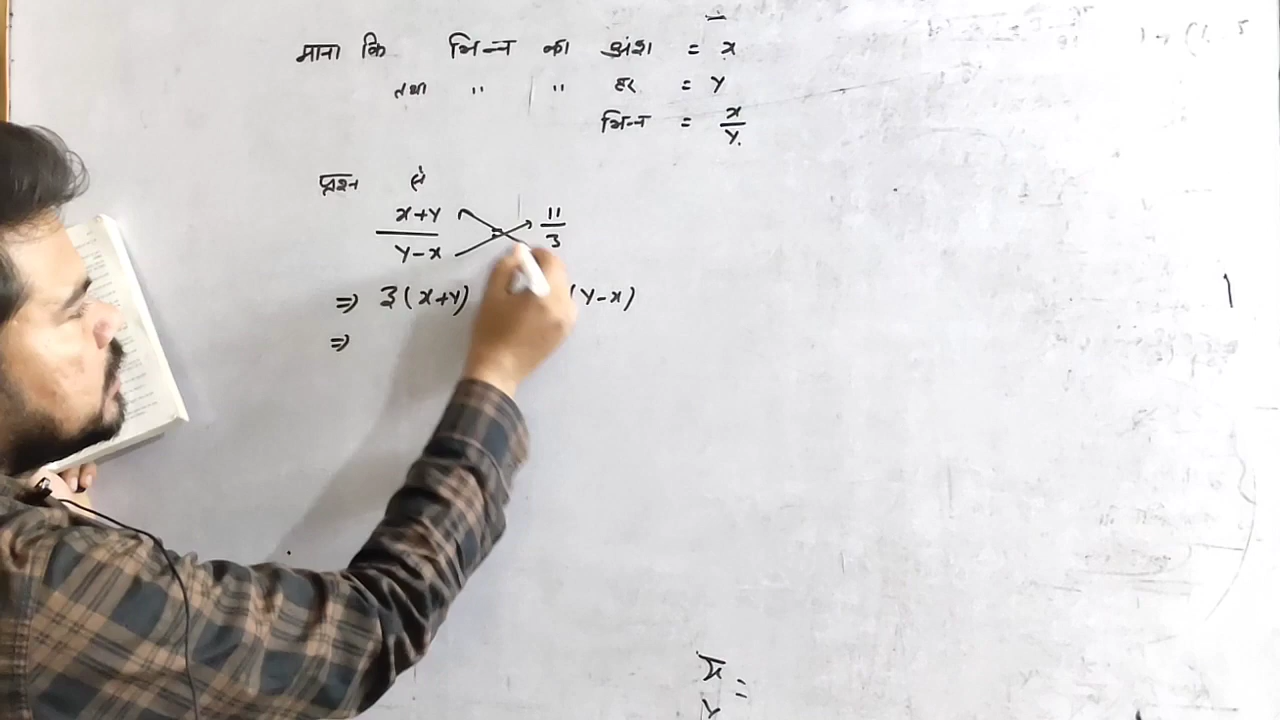 माना कि भिन्न का अंश = x
तथा " " हर = y
भिन्न = x/y
प्रश्न से
x+y/y-x = 11/3
⇒ 3(x+y) (y-x)
⇒
x/y =